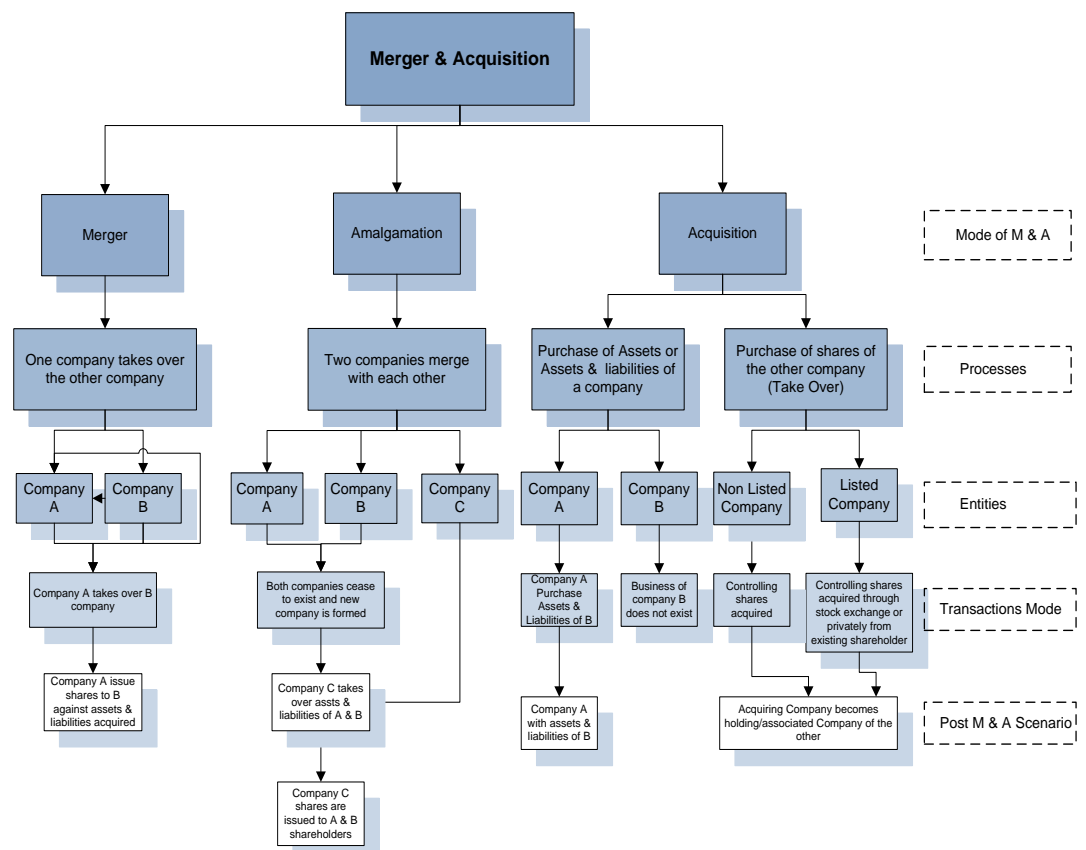 Merger & Acquisition
Merger
Amalgamation
Acquisition
Mode of M & A
One company takes over
the other company
Two companies merge
with each other
Purchase of Assets or
Assets & liabilities of
a company
Purchase of shares of
the other company
(Take Over)
Processes
Company
A
Company
B
Company
A
Company
B
Company
C
Company
A
Company
B
Non Listed
Company
Listed
Company
Entities
Company A takes over B
company
Both companies cease
to exist and new
company is formed
Company A
Purchase
Assets &
Liabilities of B
Business of
company B
does not exist
Controlling
shares
acquired
Controlling shares
acquired through
stock exchange or
privately from
existing shareholder
Transactions Mode
Company A issue
shares to B
against assets &
liabilities acquired
Company C takes
over assts &
liabilities of A & B
Company A
with assets &
liabilities of B
Acquiring Company becomes
holding/associated Company of the
other
Post M & A Scenario
Company C
shares are
issued to A & B
shareholders